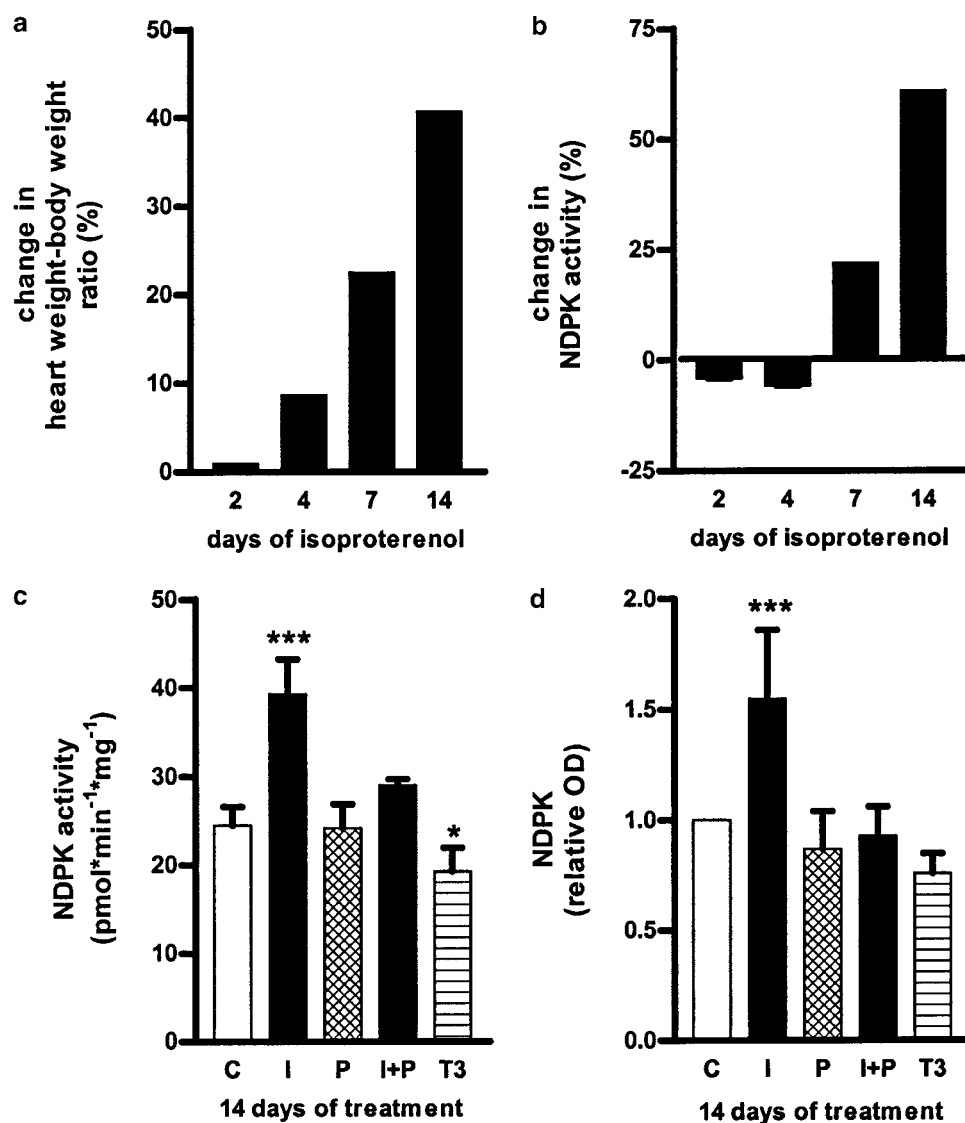 a
change in
heart weight-body weight
ratio (%)
50
40
30
20
10
0
2 4 7 14
days of isoproterenol
b
change in
NDPK activity (%)
75
50
25
0
-25
2 4 7 14
days of isoproterenol
c
NDPK activity
(pmol*min⁻¹*mg⁻¹)
50
40
30
20
10
0
***
*
C I P I+P T3
14 days of treatment
d
NDPK
(relative OD)
2.0
1.5
1.0
0.5
0.0
***
C I P I+P T3
14 days of treatment